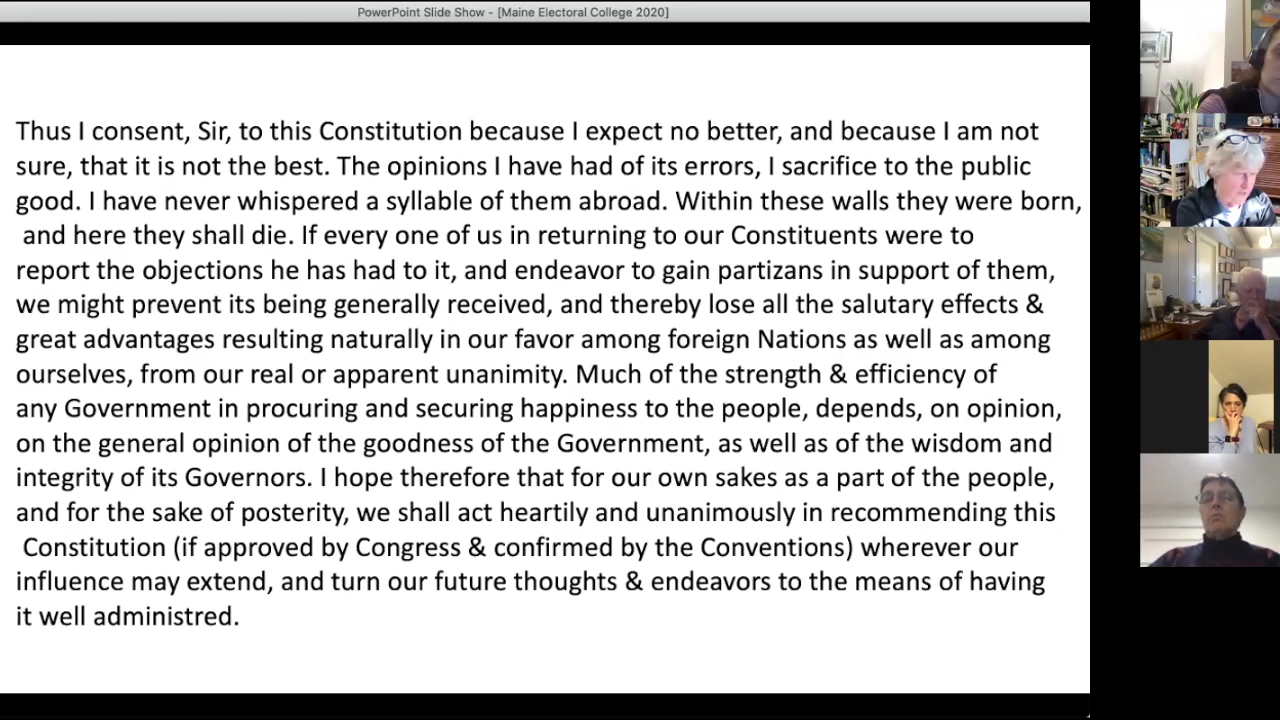 PowerPoint Slide Show - [Maine Electoral College 2020]
Thus I consent, Sir, to this Constitution because I expect no better, and because I am not
sure, that it is not the best. The opinions I have had of its errors, I sacrifice to the public
good. I have never whispered a syllable of them abroad. Within these walls they were born,
and here they shall die. If every one of us in returning to our Constituents were to
report the objections he has had to it, and endeavor to gain partizans in support of them,
we might prevent its being generally received, and thereby lose all the salutary effects &
great advantages resulting naturally in our favor among foreign Nations as well as among
ourselves, from our real or apparent unanimity. Much of the strength & efficiency of
any Government in procuring and securing happiness to the people, depends, on opinion,
on the general opinion of the goodness of the Government, as well as of the wisdom and
integrity of its Governors. I hope therefore that for our own sakes as a part of the people,
and for the sake of posterity, we shall act heartily and unanimously in recommending this
Constitution (if approved by Congress & confirmed by the Conventions) wherever our
influence may extend, and turn our future thoughts & endeavors to the means of having
it well administred.